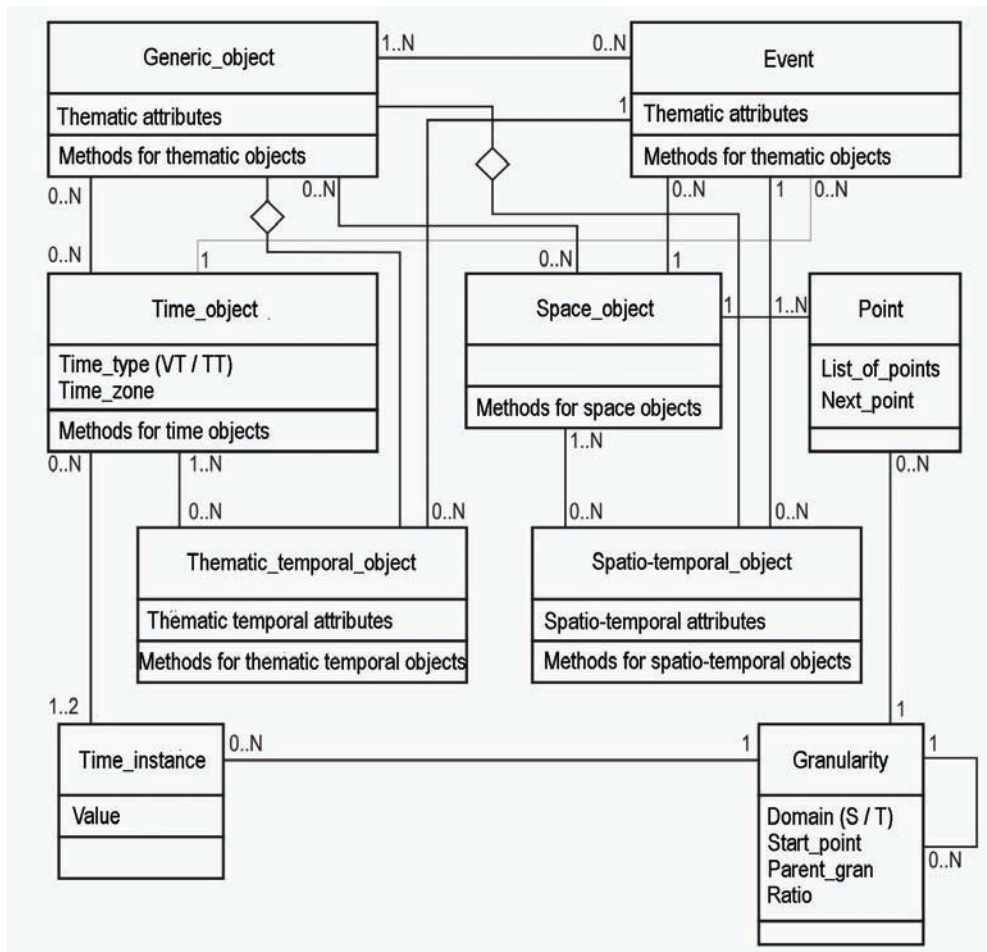 Generic_object
Thematic attributes
Methods for thematic objects
1..N
0..N
Event
Thematic attributes
Methods for thematic objects
1
0..N
0..N
0..N
1
0..N
0..N
1
0..N
1
Time_object
Time_type (VT / TT)
Time_zone
Methods for time objects
Space_object
Methods for space objects
1
1..N
Point
List_of_points
Next_point
0..N
1..N
1..N
0..N
0..N
0..N
0..N
0..N
Thematic_temporal_object
Thematic temporal attributes
Methods for thematic temporal objects
Spatio-temporal_object
Spatio-temporal attributes
Methods for spatio-temporal objects
1..2
1
Time_instance
Value
0..N
1
Granularity
Domain (S / T)
Start_point
Parent_gran
Ratio
1
0..N